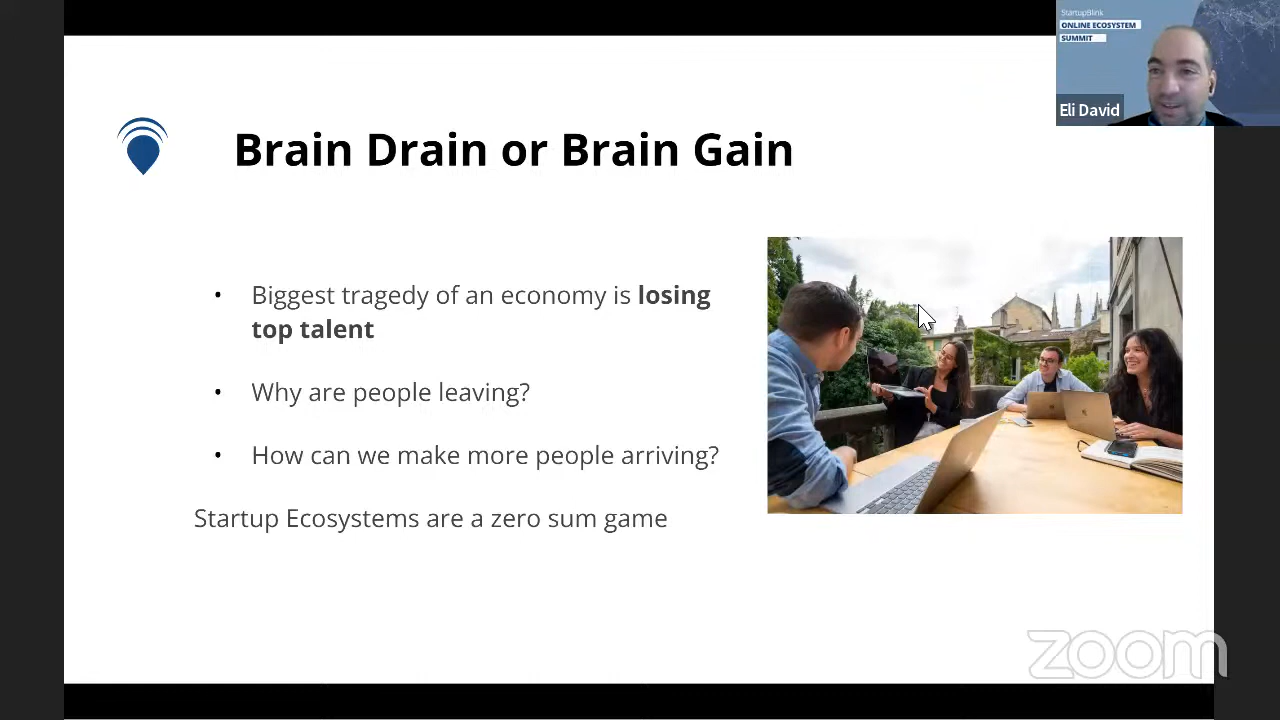 StartupBlink
ONLINE ECOSYSTEM
SUMMIT
Eli David
Brain Drain or Brain Gain
• Biggest tragedy of an economy is losing
top talent
• Why are people leaving?
• How can we make more people arriving?
Startup Ecosystems are a zero sum game
zoom